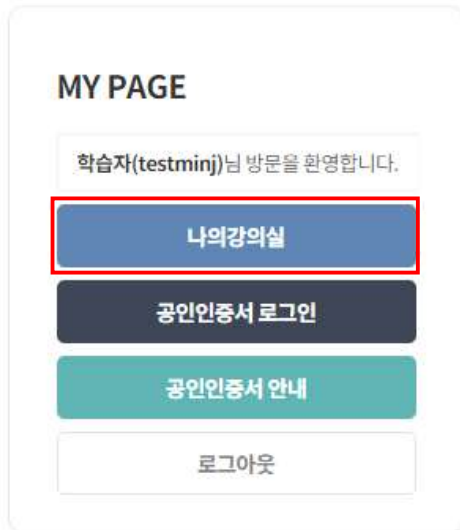 MY PAGE
학습자(testminj)님 방문을 환영합니다.
나의강의실
공인인증서 로그인
공인인증서 안내
로그아웃